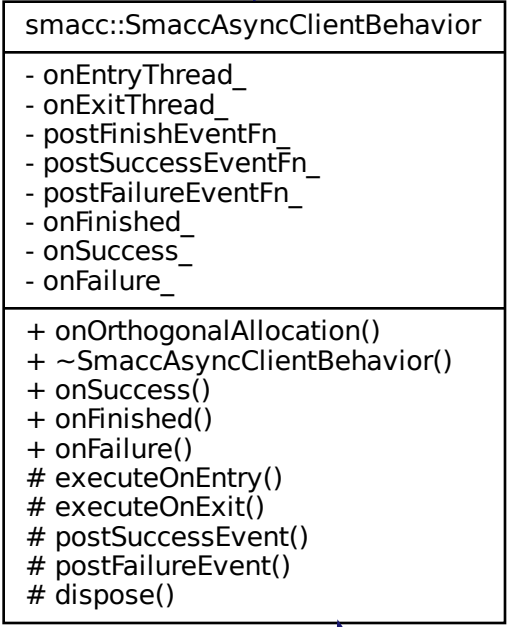 smacc::SmaccAsyncClientBehavior
- onEntryThread_
- onExitThread_
- postFinishEventFn_
- postSuccessEventFn_
- postFailureEventFn_
- onFinished_
- onSuccess_
- onFailure_
+ onOrthogonalAllocation()
+ ~SmaccAsyncClientBehavior()
+ onSuccess()
+ onFinished()
+ onFailure()
# executeOnEntry()
# executeOnExit()
# postSuccessEvent()
# postFailureEvent()
# dispose()